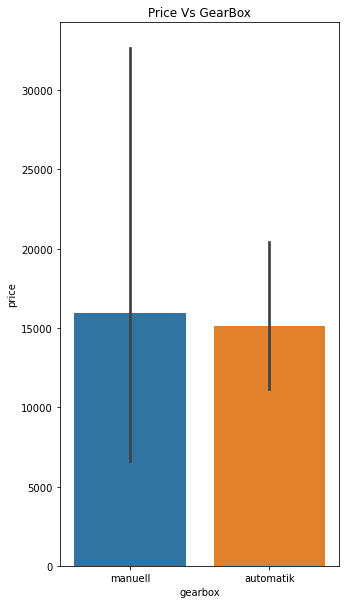 Price Vs GearBox
30000
25000
20000
15000
10000
5000
0
price
manuell
automatik
gearbox